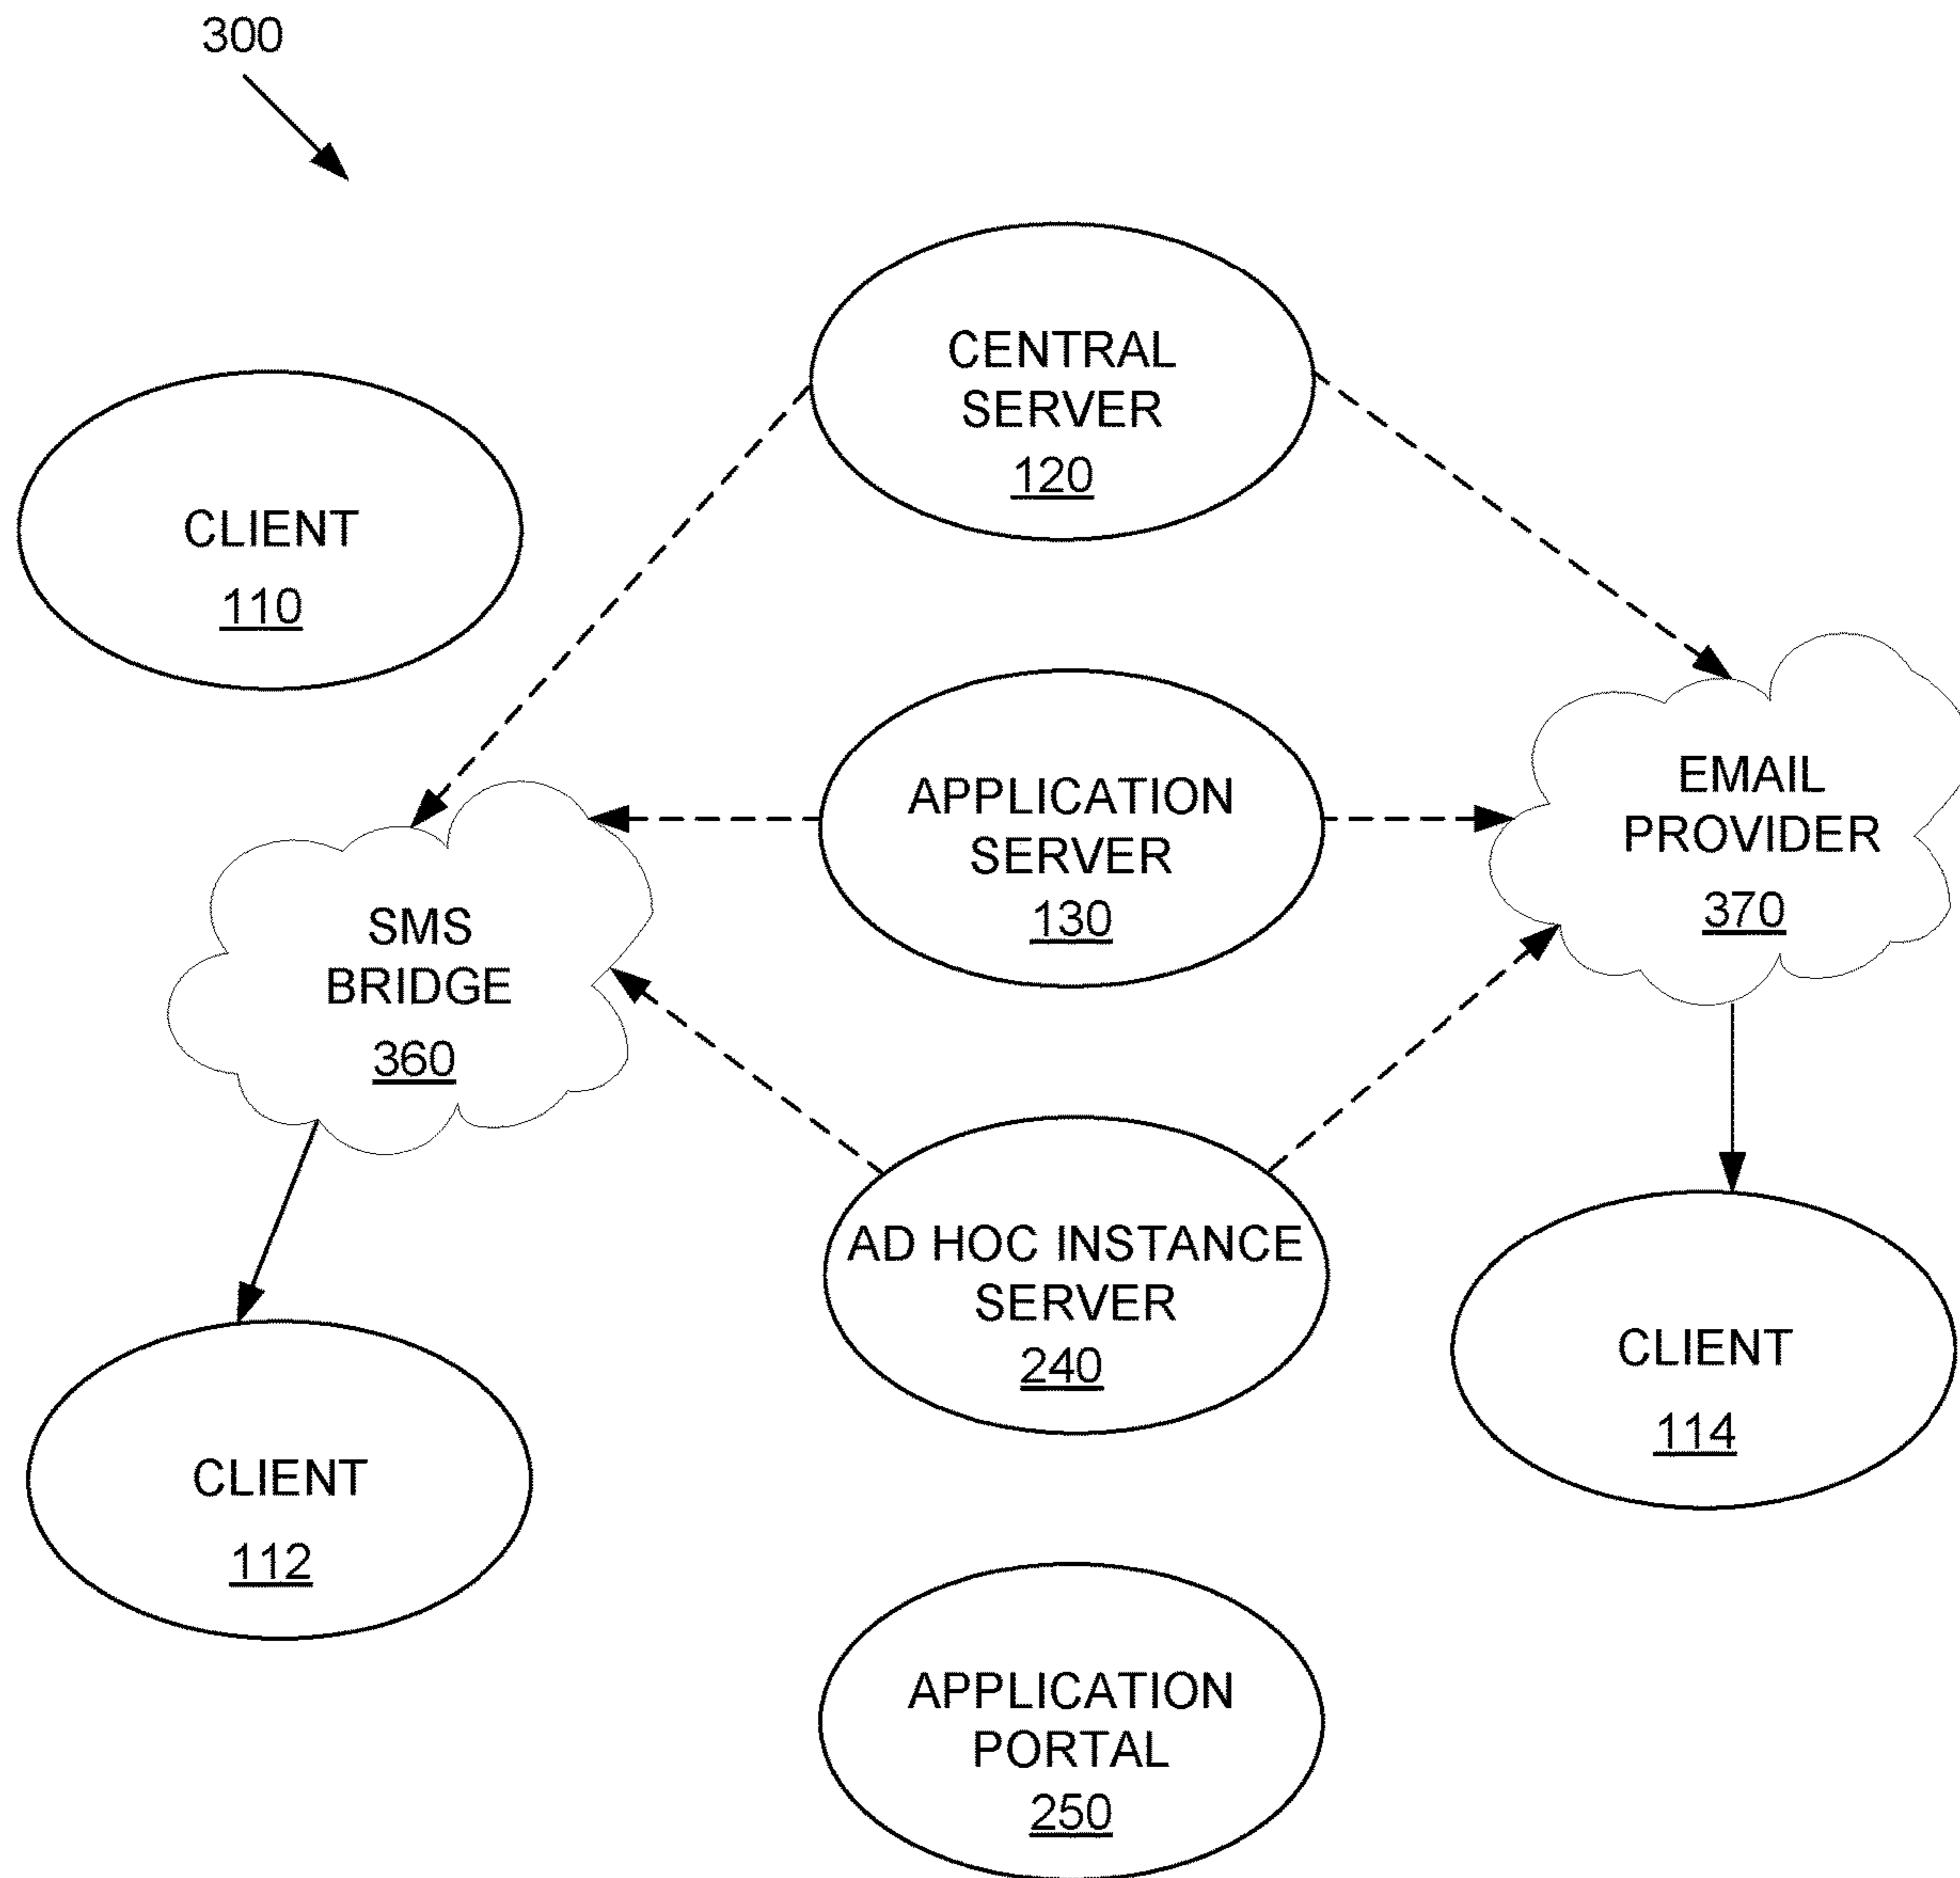 300
CENTRAL
SERVER
120
CLIENT
110
APPLICATION
SERVER
130
EMAIL
PROVIDER
370
SMS
BRIDGE
360
AD HOC INSTANCE
SERVER
240
CLIENT
114
CLIENT
112
APPLICATION
PORTAL
250